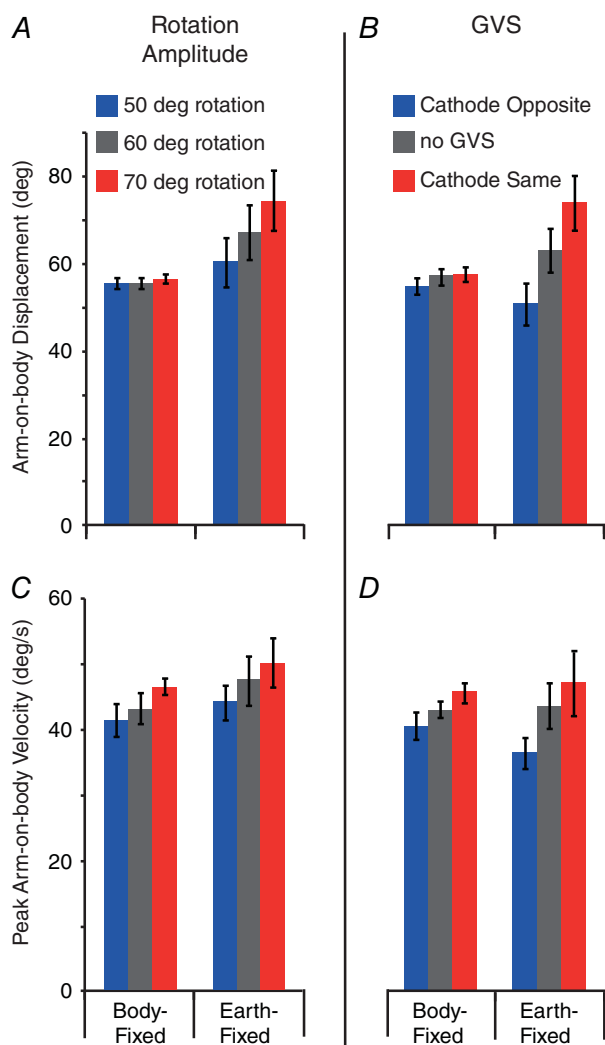 A
Rotation
Amplitude
50 deg rotation
60 deg rotation
70 deg rotation
Arm-on-body Displacement (deg)
80
60
40
20
0
B
GVS
Cathode Opposite
no GVS
Cathode Same
C
Peak Arm-on-body Velocity (deg/s)
60
40
20
0
Body-
Fixed
Earth-
Fixed
D
Body-
Fixed
Earth-
Fixed